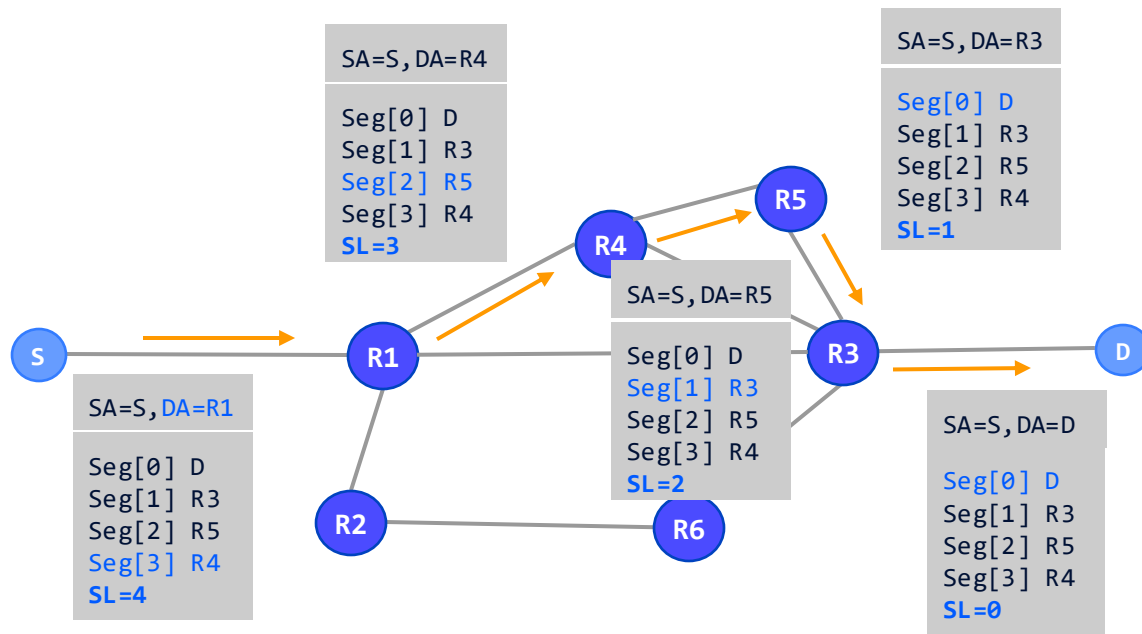 SA=S,DA=R4
Seg[0] D
Seg[1] R3
Seg[2] R5
Seg[3] R4
SL=3
SA=S,DA=R3
Seg[0] D
Seg[1] R3
Seg[2] R5
Seg[3] R4
SL=1
R5
R4
SA=S,DA=R5
Seg[0] D
Seg[1] R3
Seg[2] R5
Seg[3] R4
SL=2
S
R1
R3
D
SA=S,DA=R1
Seg[0] D
Seg[1] R3
Seg[2] R5
Seg[3] R4
SL=4
R2
R6
SA=S,DA=D
Seg[0] D
Seg[1] R3
Seg[2] R5
Seg[3] R4
SL=0